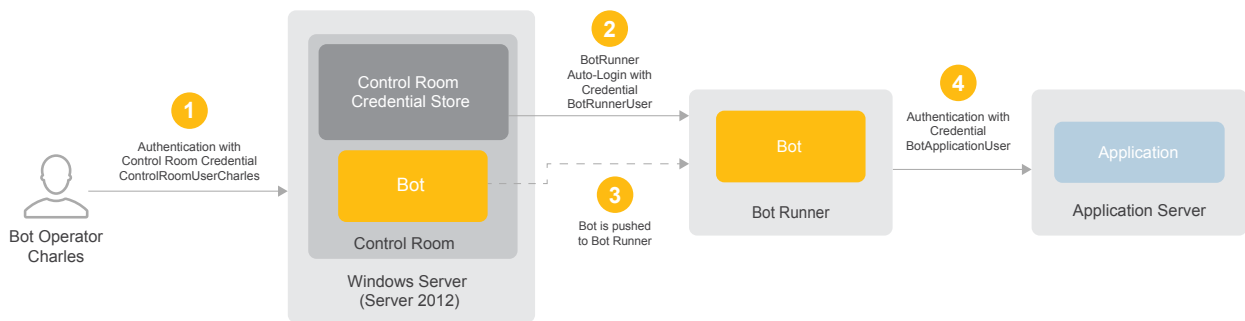 1
Authentication with
Control Room Credential
ControlRoomUserCharles
Bot Operator
Charles
Control Room
Credential Store
Bot
Control Room
Windows Server
(Server 2012)
2
BotRunner
Auto-Login with
Credential
BotRunnerUser
3
Bot is pushed
to Bot Runner
Bot
Bot Runner
4
Authentication with
Credential
BotApplicationUser
Application
Application Server